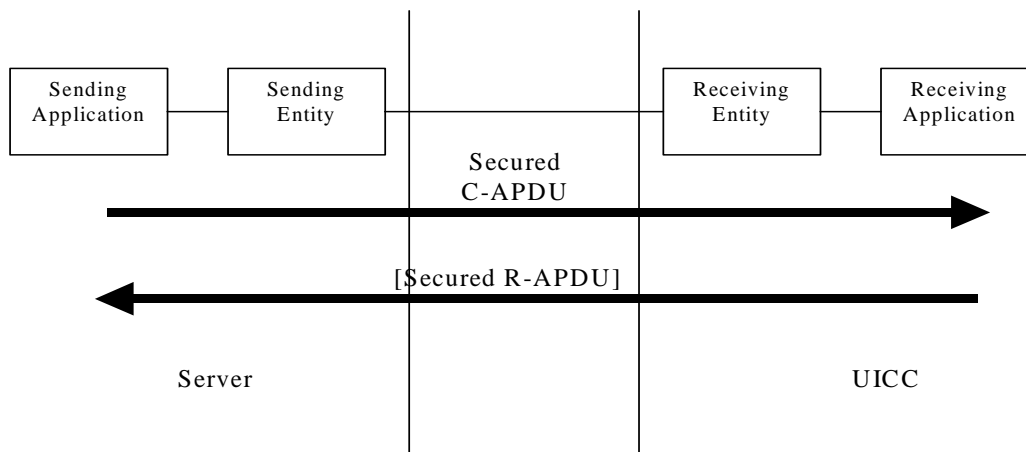 Sending
Application
Sending
Entity
Receiving
Entity
Receiving
Application
Secured
C-APDU
[Secured R-APDU]
Server
UICC